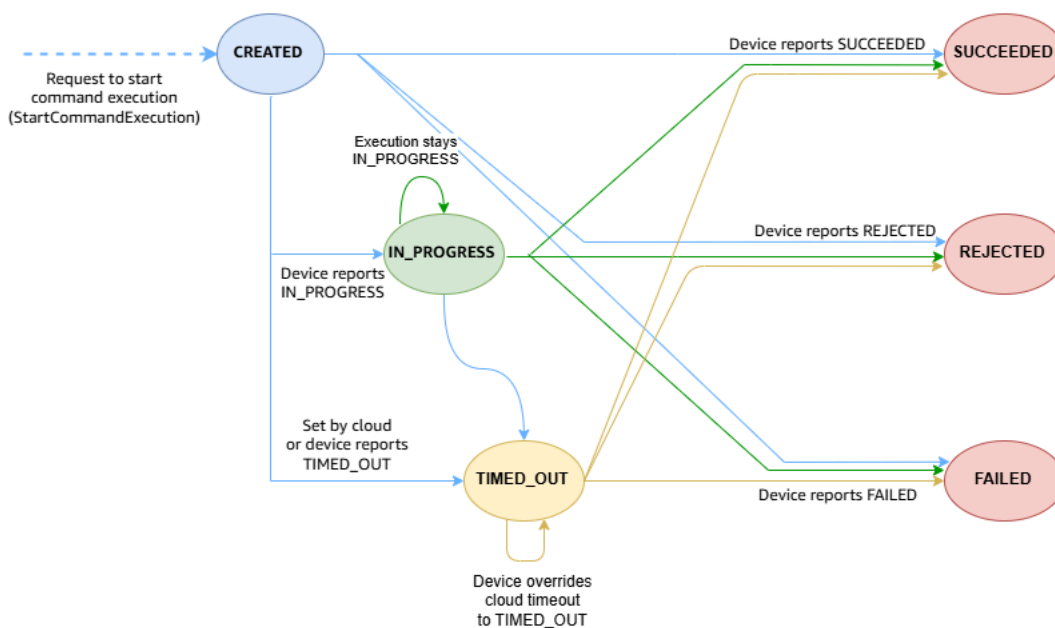 CREATED
Device reports SUCCEEDED
SUCCEEDED
Request to start
command execution
(StartCommandExecution)
Execution stays
IN_PROGRESS
Device reports REJECTED
IN_PROGRESS
REJECTED
Device reports
IN_PROGRESS
Set by cloud
or device reports
TIMED_OUT
TIMED_OUT
FAILED
Device reports FAILED
Device overrides
cloud timeout
to TIMED_OUT